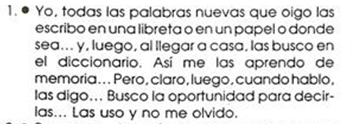 1. ● Yo, todas las palabras nuevas que oigo las
escribo en una libreta o en un papel o donde
sea... y, luego, al llegar a casa, las busco en
el diccionario. Así me las aprendo de
memoria... Pero, claro, luego, cuando hablo,
las digo... Busco la oportunidad para decir-
las... Las uso y no me olvido.